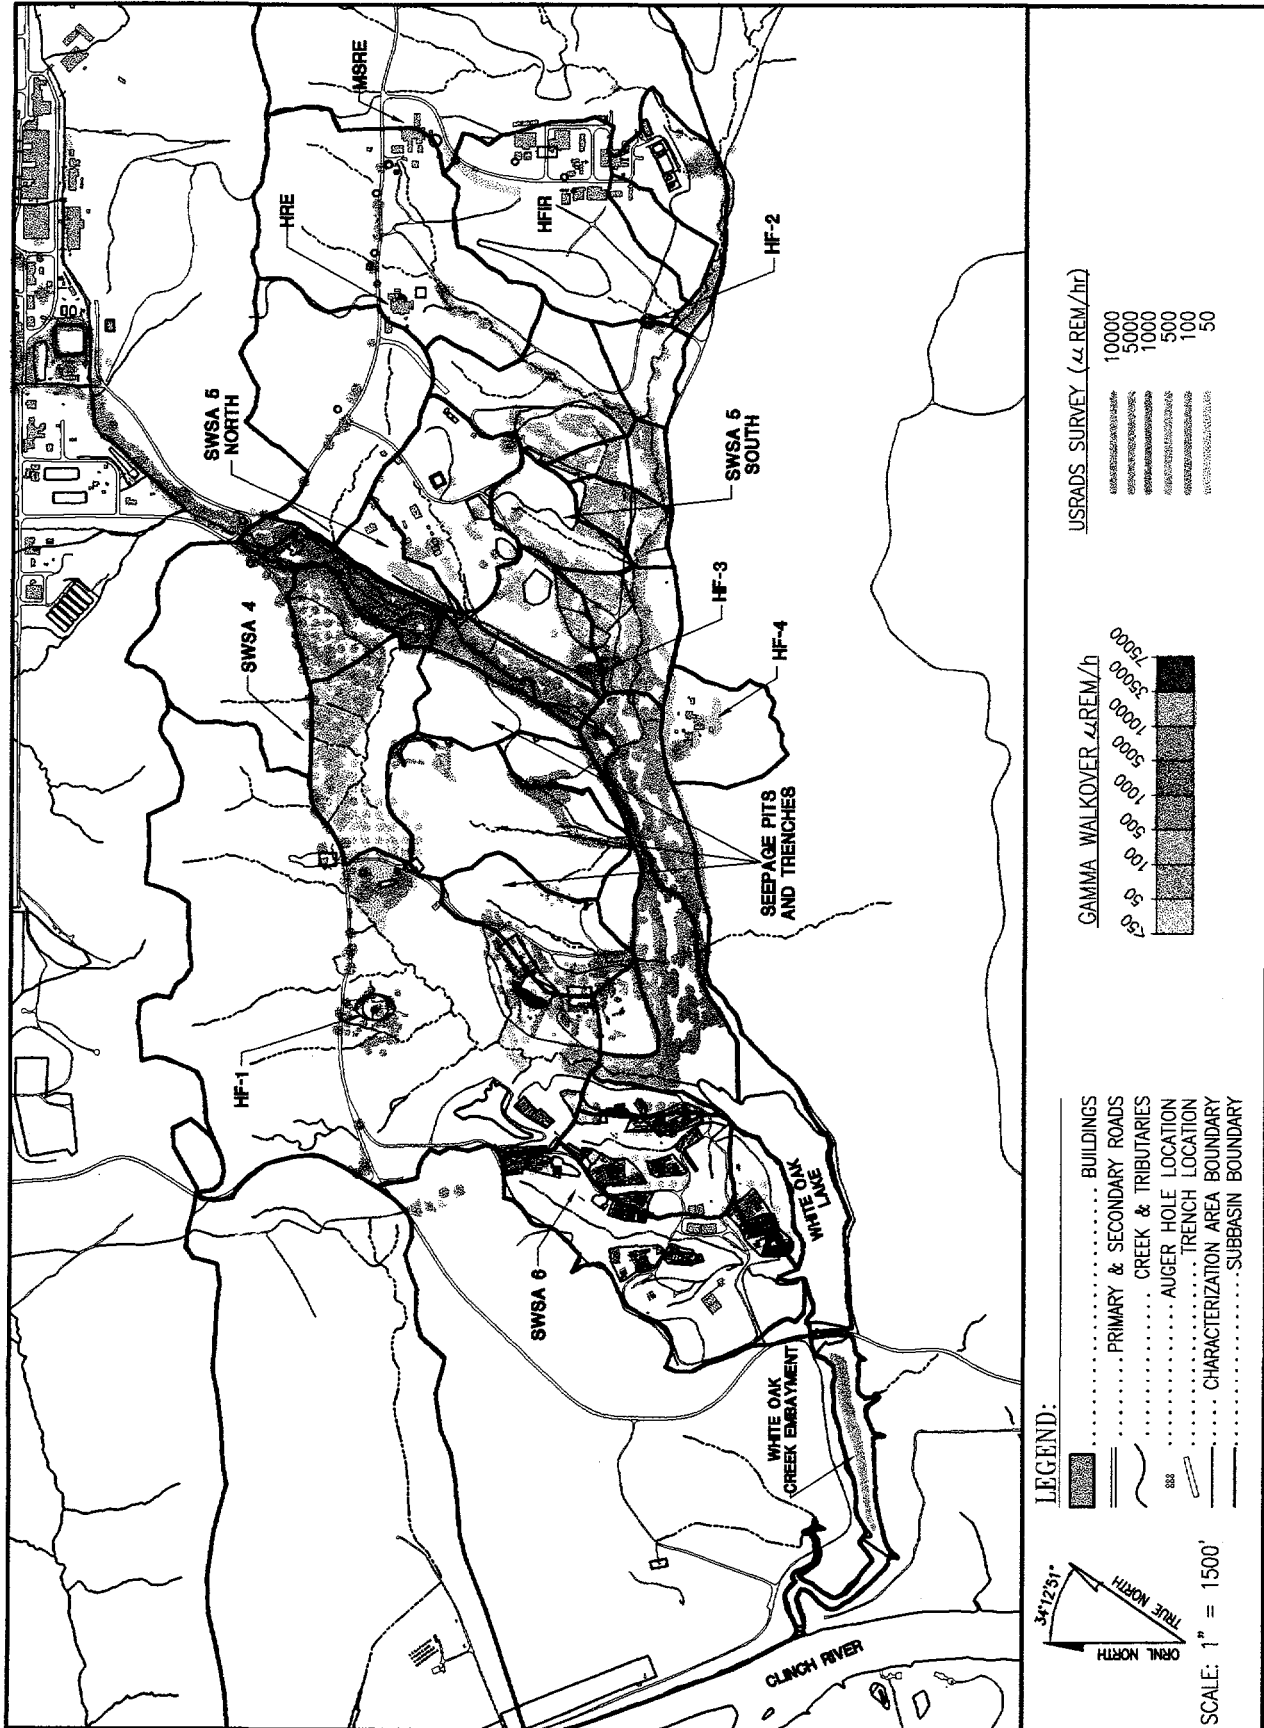 MSRE
HRE
HFIR
HF-2
SWSA 5
NORTH
SWSA 5
SOUTH
SWSA 4
HF-3
HF-4
SEEPAGE PITS
AND TRENCHES
HF-1
SWSA 6
WHITE OAK
LAKE
WHITE OAK
CREEK EMBAYMENT
CLINCH RIVER
LEGEND:
BUILDINGS
PRIMARY & SECONDARY ROADS
CREEK & TRIBUTARIES
AUGER HOLE LOCATION
TRENCH LOCATION
CHARACTERIZATION AREA BOUNDARY
SUBBASIN BOUNDARY
GAMMA WALKOVER μREM/h
<50 50 100 500 1000 5000 10000 35000 75000
USRADS SURVEY (μ REM/hr)
10000
5000
1000
500
100
50
34°12'51"
ORNL NORTH
TRUE NORTH
SCALE: 1" = 1500'